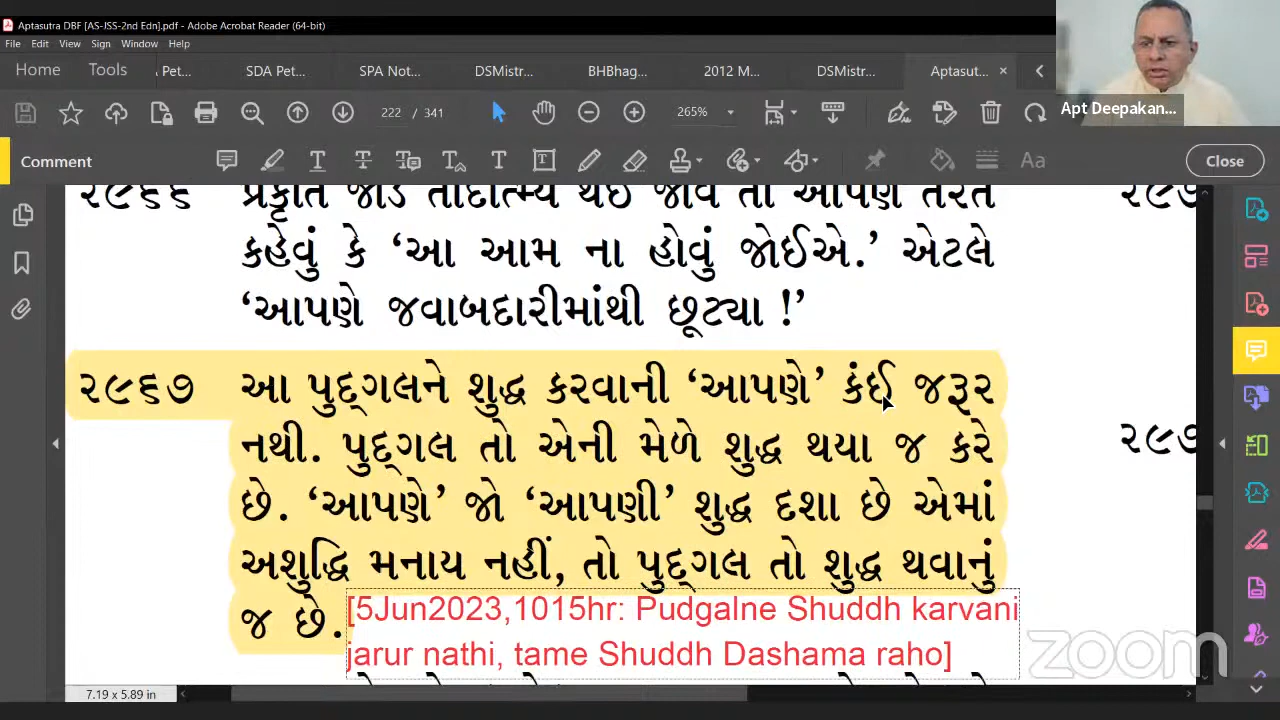 Aptasutra DBF [AS-JSS-2nd Edn].pdf - Adobe Acrobat Reader (64-bit)
File Edit View Sign Window Help
Home Tools Pet... SDA Pet... SPA Not... DSMistr... BHBhag... 2012 M... DSMistr... Aptasut...
222 / 341 265%
Apt Deepakan...
Comment Close
૨૯૬૬ પ્રકૃતિ જોડે તાદાત્મ્ય થઈ જાવ તો આપણે તરત
કહેવું કે ‘આ આમ ના હોવું જોઈએ.’ એટલે
‘આપણે જવાબદારીમાંથી છૂટ્યા !’
૨૯૬૭ આ પુદ્ગલને શુદ્ધ કરવાની ‘આપણે’ કંઈ જરૂર
નથી. પુદ્ગલ તો એની મેળે શુદ્ધ થયા જ કરે
છે. ‘આપણે’ જો ‘આપણી’ શુદ્ધ દશા છે એમાં
અશુદ્ધિ મનાય નહીં, તો પુદ્ગલ તો શુદ્ધ થવાનું
જ છે.
[5Jun2023,1015hr: Pudgalne Shuddh karvani
jarur nathi, tame Shuddh Dashama raho]
zoom
7.19 x 5.89 in